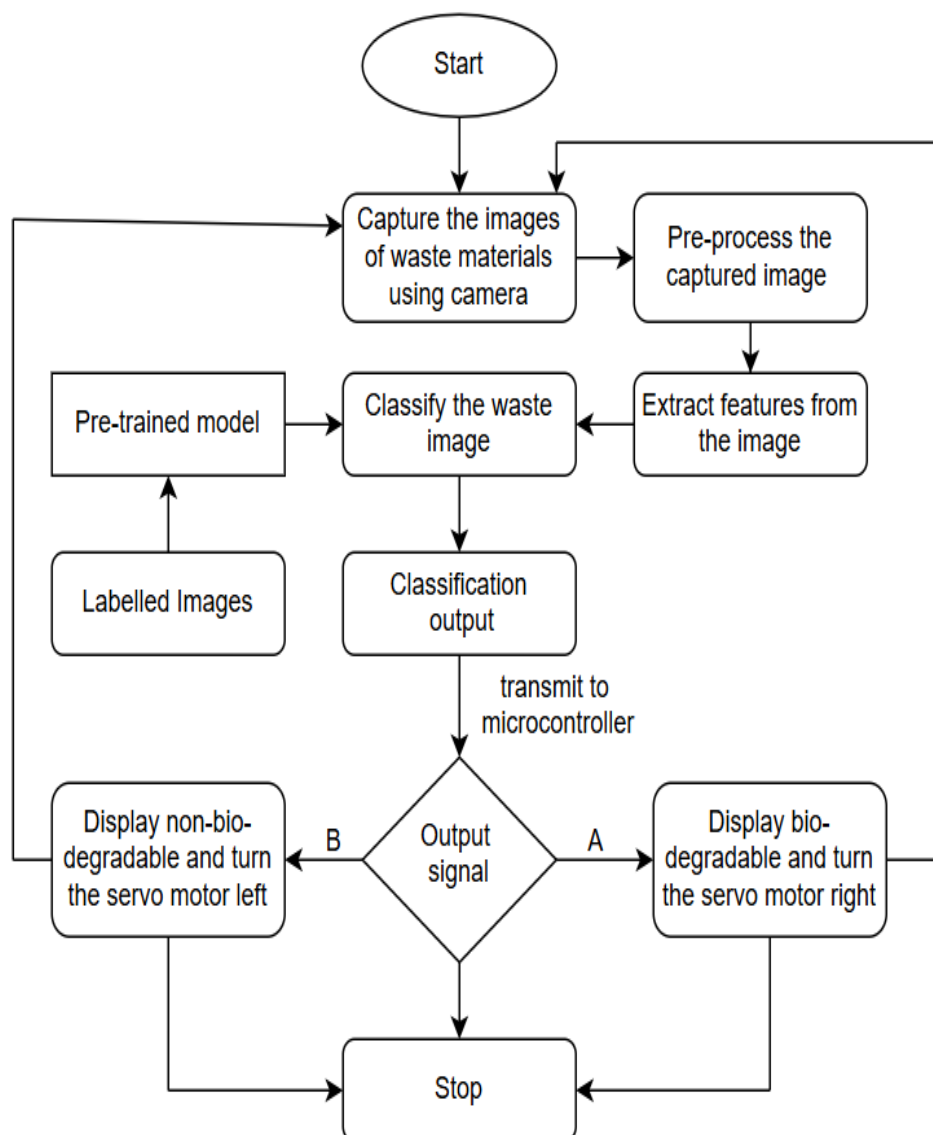 Start
Capture the images
of waste materials
using camera
Pre-process the
captured image
Pre-trained model
Classify the waste
image
Extract features from
the image
Labelled Images
Classification
output
transmit to
microcontroller
Display non-bio-
degradable and turn
the servo motor left
B
Output
signal
A
Display bio-
degradable and turn
the servo motor right
Stop